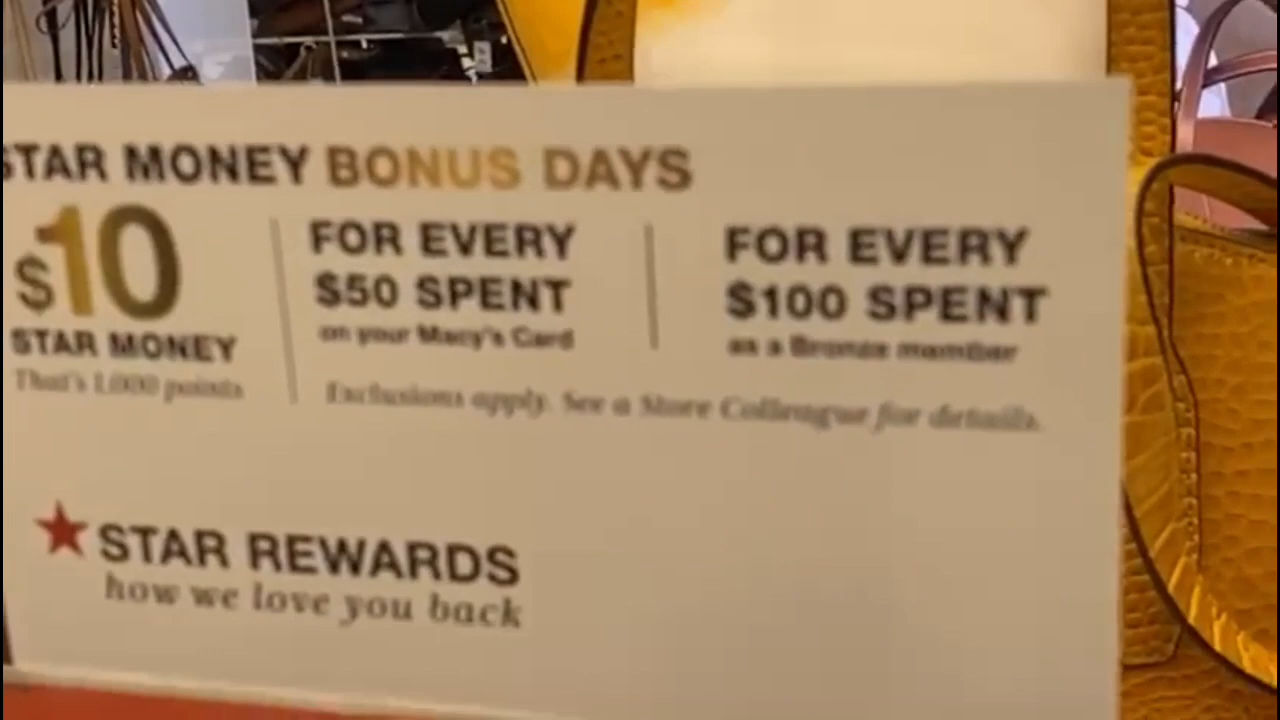 STAR MONEY BONUS DAYS
$10
STAR MONEY
That's 1,000 points
FOR EVERY
$50 SPENT
on your Macy's Card
FOR EVERY
$100 SPENT
as a Bronze member
Exclusions apply. See a Store Colleague for details.
STAR REWARDS
how we love you back